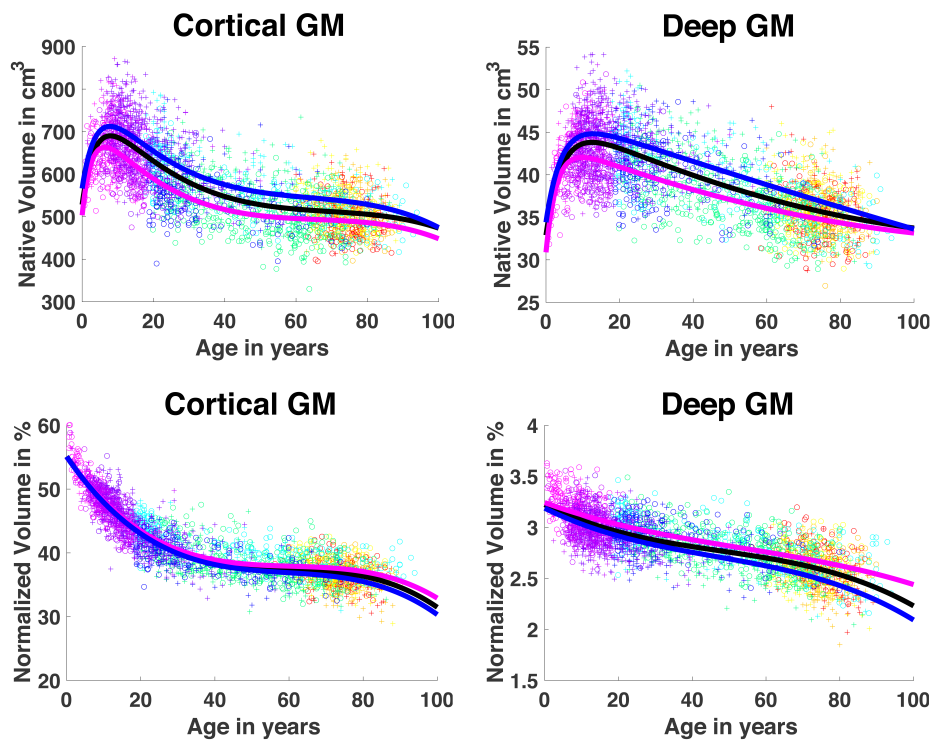 Cortical GM
Native Volume in cm³
900
800
700
600
500
400
300
0 20 40 60 80 100
Age in years
Deep GM
Native Volume in cm³
55
50
45
40
35
30
25
0 20 40 60 80 100
Age in years
Cortical GM
Normalized Volume in %
60
50
40
30
20
0 20 40 60 80 100
Age in years
Deep GM
Normalized Volume in %
4
3.5
3
2.5
2
1.5
0 20 40 60 80 100
Age in years